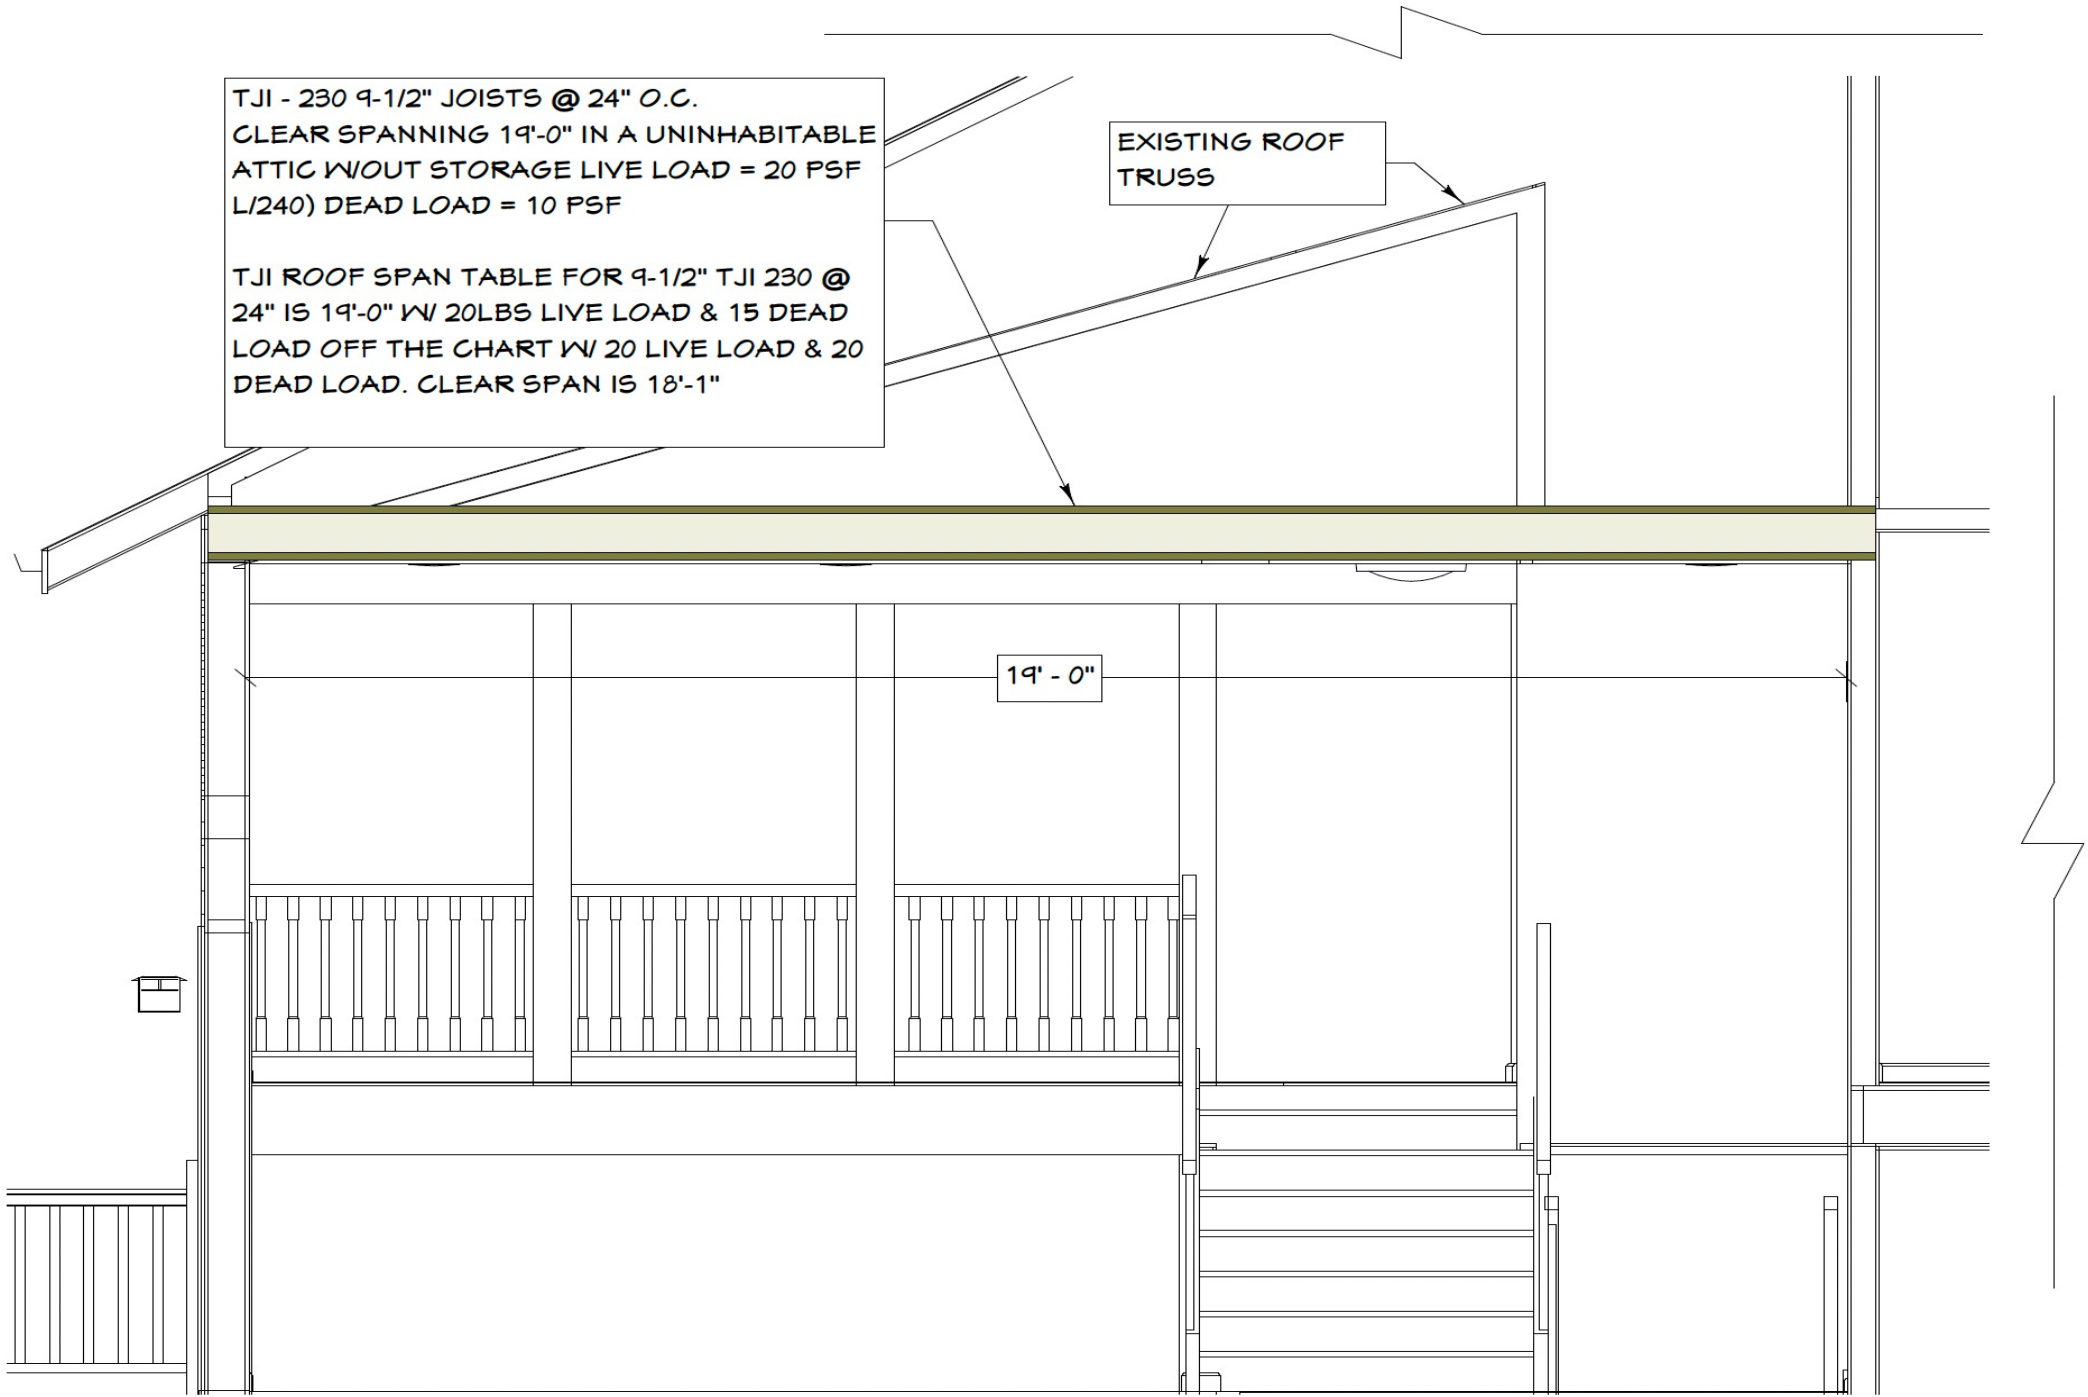 TJI - 230 9-1/2" JOISTS @ 24" O.C.
CLEAR SPANNING 19'-0" IN A UNINHABITABLE
ATTIC W/OUT STORAGE LIVE LOAD = 20 PSF
L/240) DEAD LOAD = 10 PSF
TJI ROOF SPAN TABLE FOR 9-1/2" TJI 230 @
24" IS 19'-0" W/ 20LBS LIVE LOAD & 15 DEAD
LOAD OFF THE CHART W/ 20 LIVE LOAD & 20
DEAD LOAD. CLEAR SPAN IS 18'-1"
EXISTING ROOF
TRUSS
19' - 0"